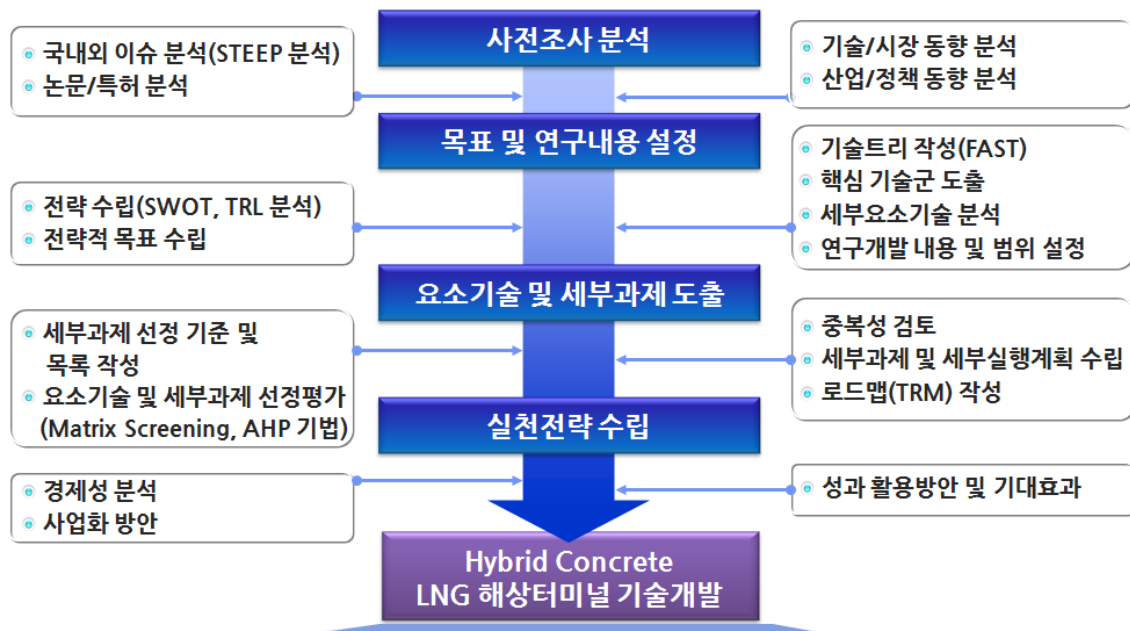 사전조사 분석
국내외 이슈 분석(STEEP 분석)
논문/특허 분석
기술/시장 동향 분석
산업/정책 동향 분석
목표 및 연구내용 설정
전략 수립(SWOT, TRL 분석)
전략적 목표 수립
기술트리 작성(FAST)
핵심 기술군 도출
세부요소기술 분석
연구개발 내용 및 범위 설정
요소기술 및 세부과제 도출
세부과제 선정 기준 및
목록 작성
요소기술 및 세부과제 선정평가
(Matrix Screening, AHP 기법)
중복성 검토
세부과제 및 세부실행계획 수립
로드맵(TRM) 작성
실천전략 수립
경제성 분석
사업화 방안
성과 활용방안 및 기대효과
Hybrid Concrete
LNG 해상터미널 기술개발